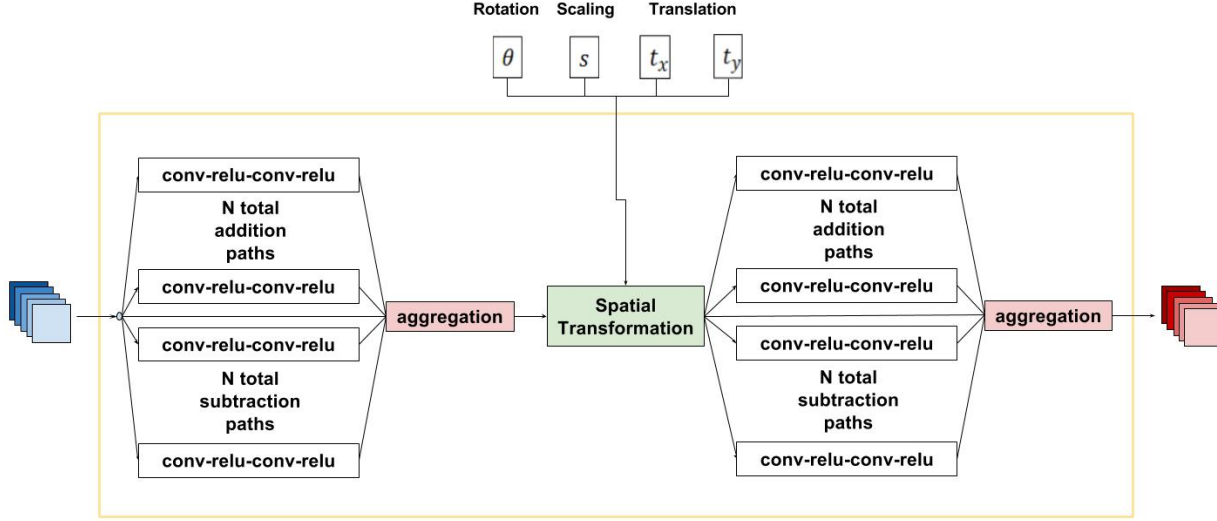 Rotation Scaling Translation
θ s t_x t_y
conv-relu-conv-relu
N total
addition
paths
conv-relu-conv-relu
aggregation
conv-relu-conv-relu
N total
subtraction
paths
conv-relu-conv-relu
Spatial
Transformation
conv-relu-conv-relu
N total
addition
paths
conv-relu-conv-relu
aggregation
conv-relu-conv-relu
N total
subtraction
paths
conv-relu-conv-relu